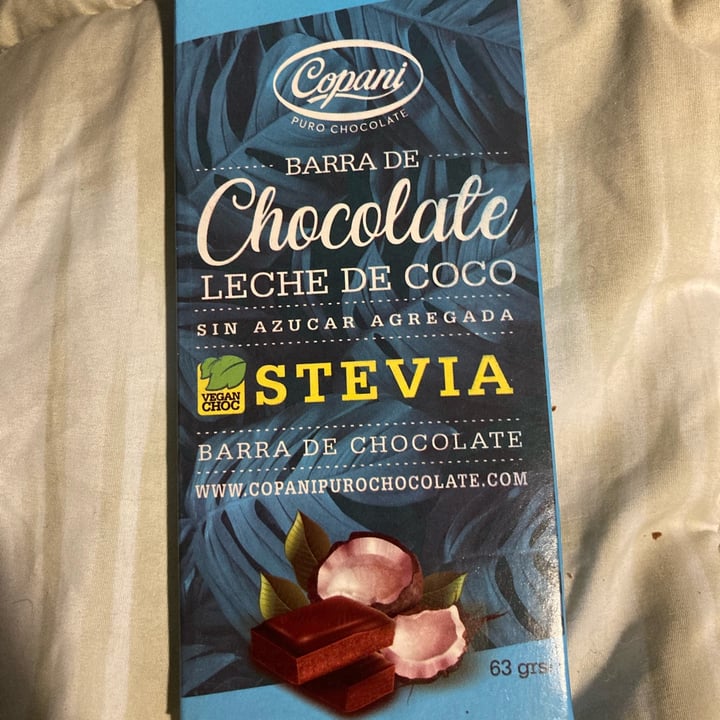 Copani
PURO CHOCOLATE
BARRA DE
Chocolate
LECHE DE COCO
SIN AZUCAR AGREGADA
VEGAN
CHOC
STEVIA
BARRA DE CHOCOLATE
WWW.COPANIPUROCHOCOLATE.COM
63 grs